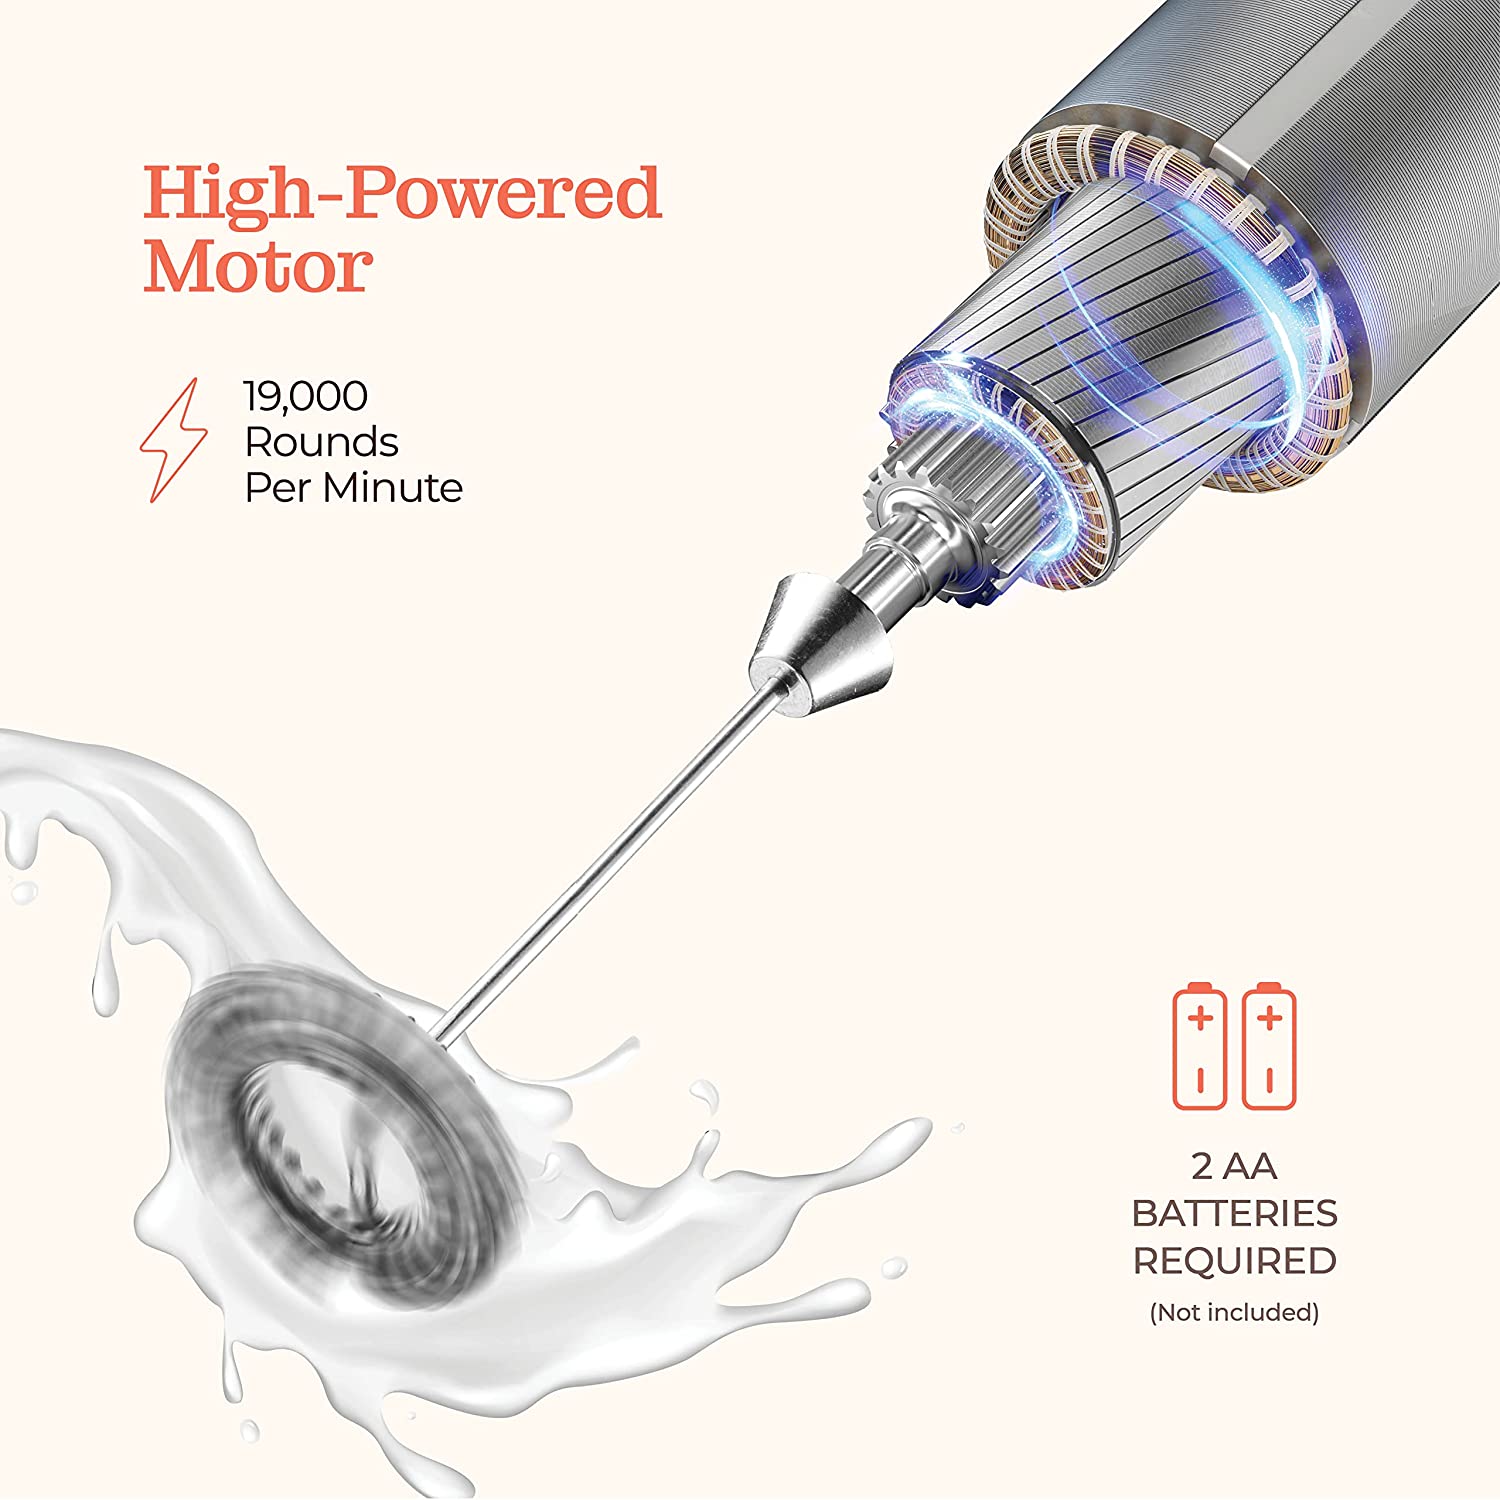 High-Powered
Motor
19,000
Rounds
Per Minute
2 AA
BATTERIES
REQUIRED
(Not included)